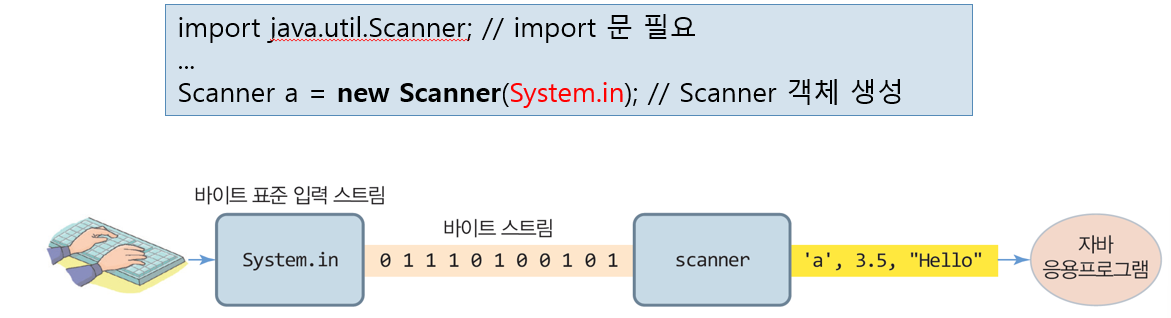 import java.util.Scanner; // import 문 필요
...
Scanner a = new Scanner(System.in); // Scanner 객체 생성
바이트 표준 입력 스트림
바이트 스트림
System.in
0 1 1 1 0 1 0 0 1 0 1
scanner
'a', 3.5, "Hello"
자바
응용프로그램